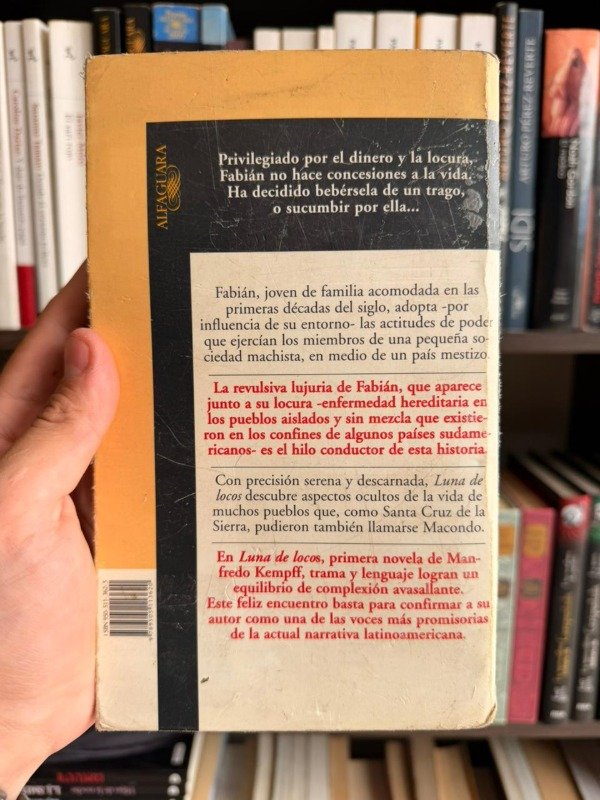 ALFAGUARA
Privilegiado por el dinero y la locura,
Fabián no hace concesiones a la vida.
Ha decidido bebérsela de un trago,
o sucumbir por ella...
Fabián, joven de familia acomodada en las
primeras décadas del siglo, adopta -por
influencia de su entorno- las actitudes de poder
que ejercían los miembros de una pequeña so-
ciedad machista, en medio de un país mestizo.
La revulsiva lujuria de Fabián, que aparece
junto a su locura -enfermedad hereditaria en
los pueblos aislados y sin mezcla que existie-
ron en los confines de algunos países sudame-
ricanos- es el hilo conductor de esta historia.
Con precisión serena y descarnada, Luna de
locos descubre aspectos ocultos de la vida de
muchos pueblos que, como Santa Cruz de la
Sierra, pudieron también llamarse Macondo.
En Luna de locos, primera novela de Man-
fredo Kempff, trama y lenguaje logran un
equilibrio de complexión avasallante.
Este feliz encuentro basta para confirmar a su
autor como una de las voces más promisorias
de la actual narrativa latinoamericana.
SIDI
ARTURO PÉREZ-REVERTE